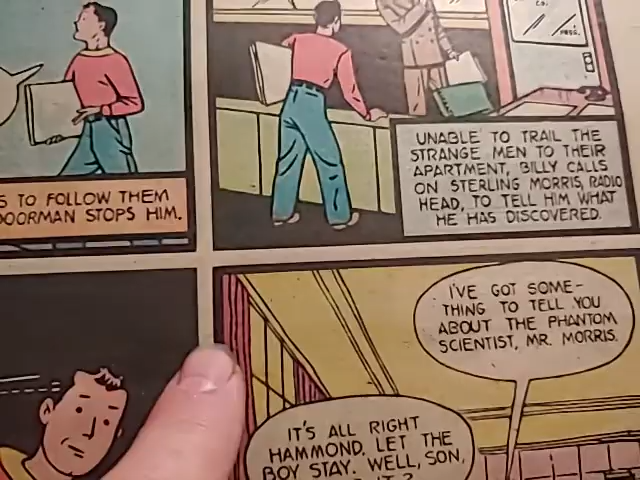 S TO FOLLOW THEM
DOORMAN STOPS HIM.
UNABLE TO TRAIL THE
STRANGE MEN TO THEIR
APARTMENT, BILLY CALLS
ON STERLING MORRIS, RADIO
HEAD, TO TELL HIM WHAT
HE HAS DISCOVERED.
I'VE GOT SOME-
THING TO TELL YOU
ABOUT THE PHANTOM
SCIENTIST, MR. MORRIS.
IT'S ALL RIGHT
HAMMOND, LET THE
BOY STAY. WELL, SON,